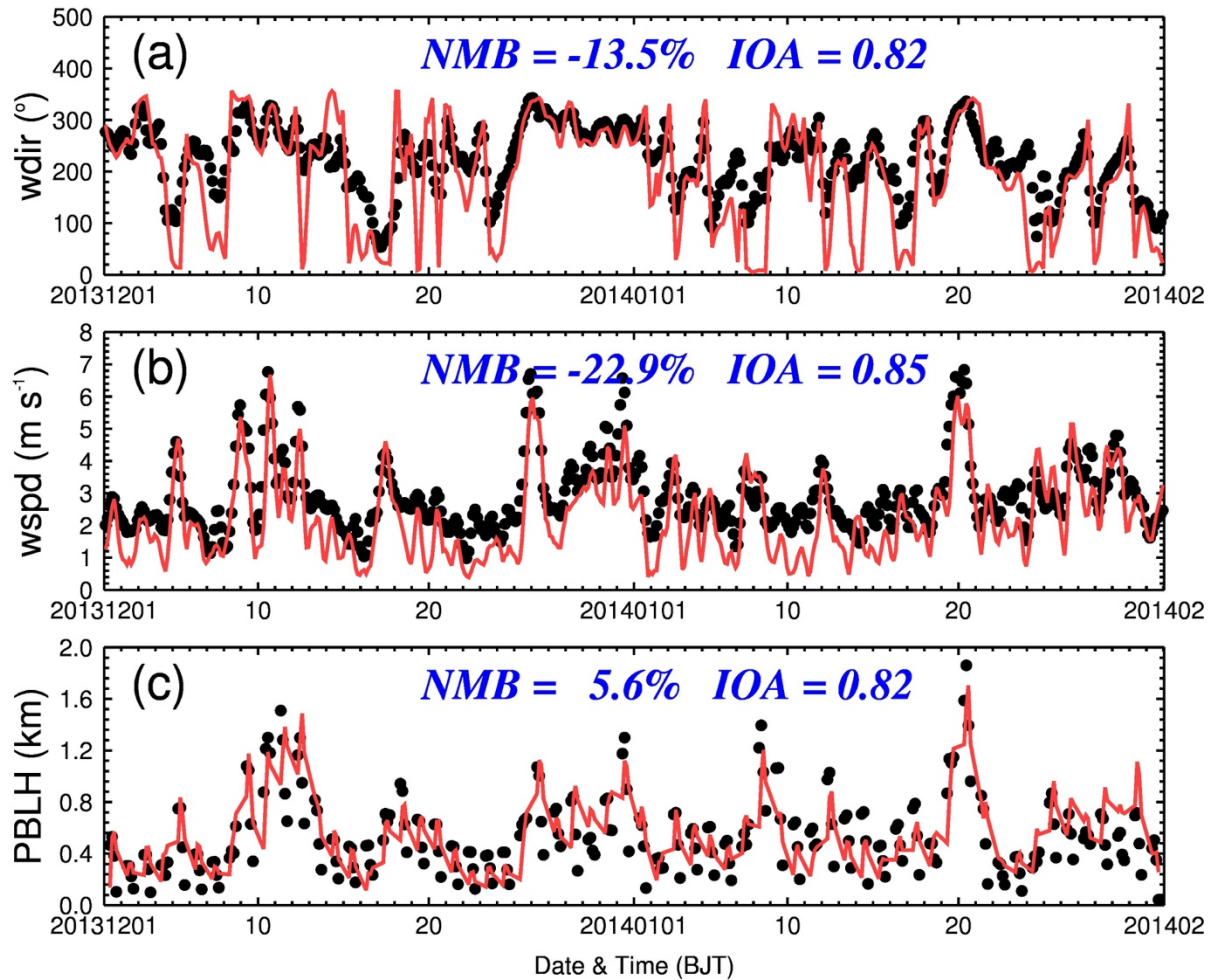 500
(a)
NMB = -13.5% IOA = 0.82
400
300
200
100
0
wdir (°)
20131201 10 20 20140101 10 20 201402
8
(b)
NMB = -22.9% IOA = 0.85
7
6
5
4
3
2
1
0
wspd (m s⁻¹)
20131201 10 20 20140101 10 20 201402
2.0
(c)
NMB = 5.6% IOA = 0.82
1.6
1.2
0.8
0.4
0.0
PBLH (km)
20131201 10 20 20140101 10 20 201402
Date & Time (BJT)